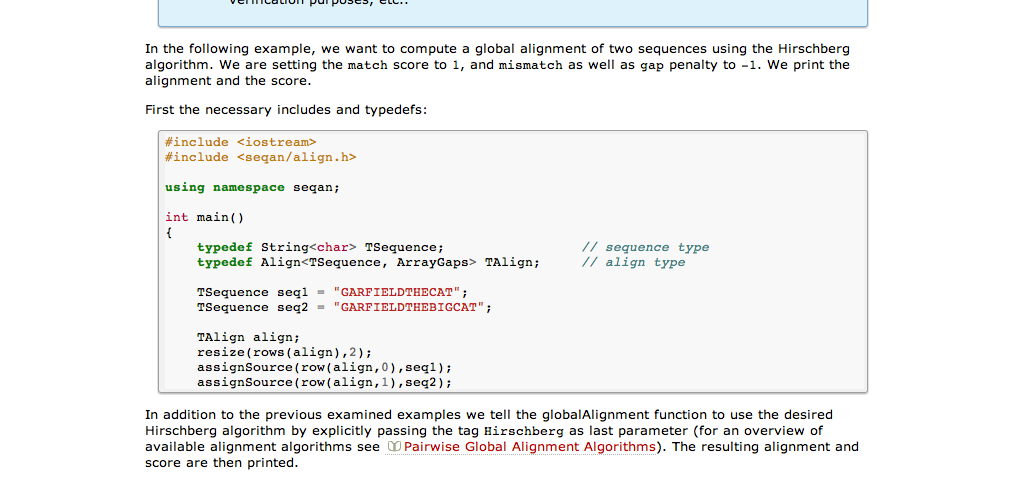 verification purposes, etc..
In the following example, we want to compute a global alignment of two sequences using the Hirschberg
algorithm. We are setting the match score to 1, and mismatch as well as gap penalty to -1. We print the
alignment and the score.
First the necessary includes and typedefs:
#include <iostream>
#include <seqan/align.h>
using namespace seqan;
int main()
{
typedef String<char> TSequence; // sequence type
typedef Align<TSequence, ArrayGaps> TAlign; // align type
TSequence seq1 = "GARFIELDTHECAT";
TSequence seq2 = "GARFIELDTHEBIGCAT";
TAlign align;
resize(rows(align),2);
assignSource(row(align,0),seq1);
assignSource(row(align,1),seq2);
In addition to the previous examined examples we tell the globalAlignment function to use the desired
Hirschberg algorithm by explicitly passing the tag Hirschberg as last parameter (for an overview of
available alignment algorithms see Pairwise Global Alignment Algorithms). The resulting alignment and
score are then printed.